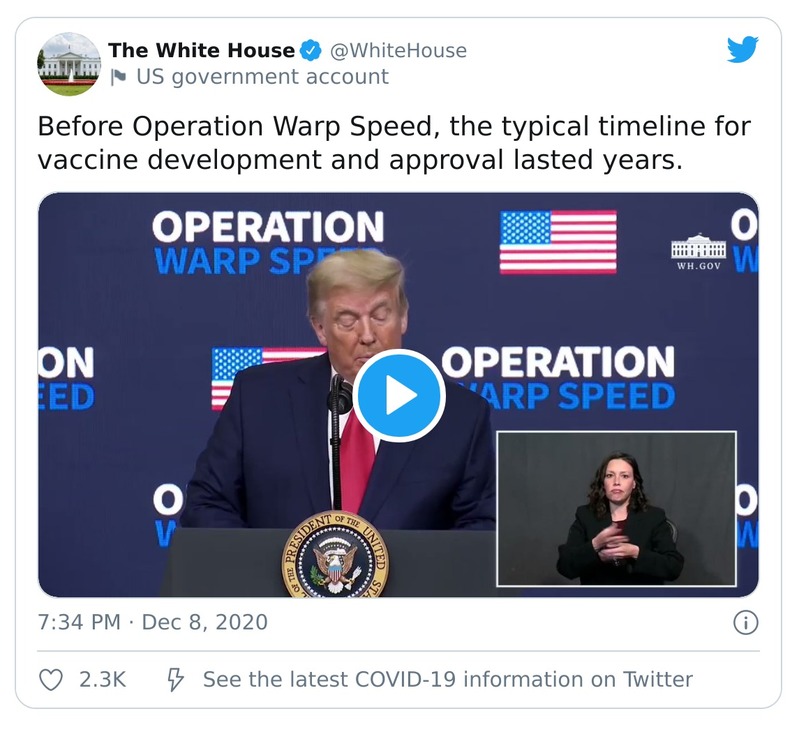 The White House @WhiteHouse
US government account
Before Operation Warp Speed, the typical timeline for
vaccine development and approval lasted years.
OPERATION
WARP SP
O
W
WH.GOV
ON
EED
OPERATION
WARP SPEED
O
W
O
W
PRESIDENT OF THE UNITED
7:34 PM · Dec 8, 2020
2.3K
See the latest COVID-19 information on Twitter